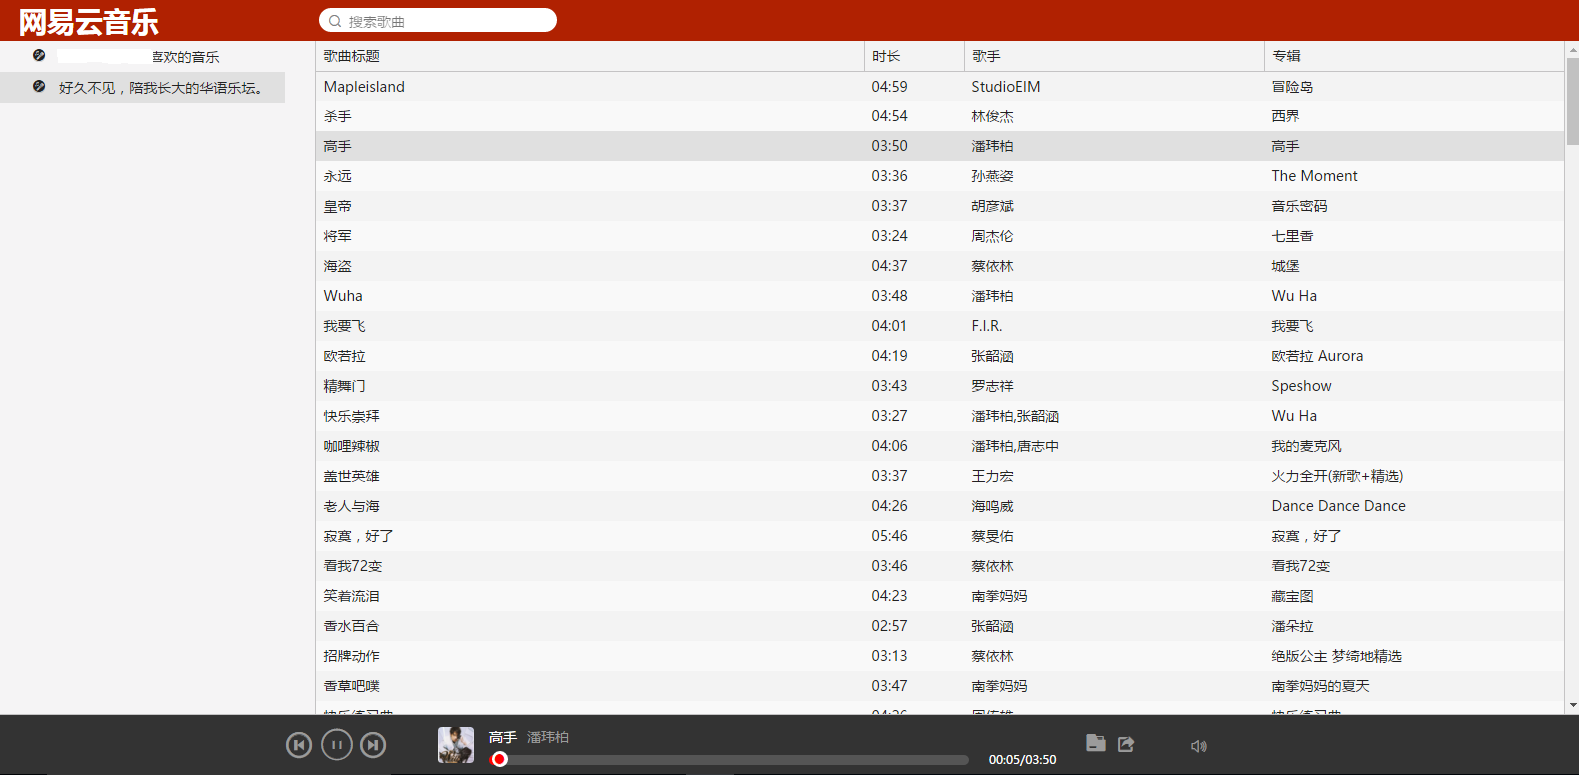 网易云音乐
搜索歌曲
喜欢的音乐
好久不见，陪我长大的华语乐坛。
歌曲标题 时长 歌手 专辑
Mapleisland 04:59 StudioEIM 冒险岛
杀手 04:54 林俊杰 西界
高手 03:50 潘玮柏 高手
永远 03:36 孙燕姿 The Moment
皇帝 03:37 胡彦斌 音乐密码
将军 03:24 周杰伦 七里香
海盗 04:37 蔡依林 城堡
Wuha 03:48 潘玮柏 Wu Ha
我要飞 04:01 F.I.R. 我要飞
欧若拉 04:19 张韶涵 欧若拉 Aurora
精舞门 03:43 罗志祥 Speshow
快乐崇拜 03:27 潘玮柏,张韶涵 Wu Ha
咖哩辣椒 04:06 潘玮柏,唐志中 我的麦克风
盖世英雄 03:37 王力宏 火力全开(新歌+精选)
老人与海 04:26 海鸣威 Dance Dance Dance
寂寞，好了 05:46 蔡旻佑 寂寞，好了
看我72变 03:46 蔡依林 看我72变
笑着流泪 04:23 南拳妈妈 藏宝图
香水百合 02:57 张韶涵 潘朵拉
招牌动作 03:13 蔡依林 绝版公主 梦绮地精选
香草吧噗 03:47 南拳妈妈 南拳妈妈的夏天
高手 潘玮柏
00:05/03:50